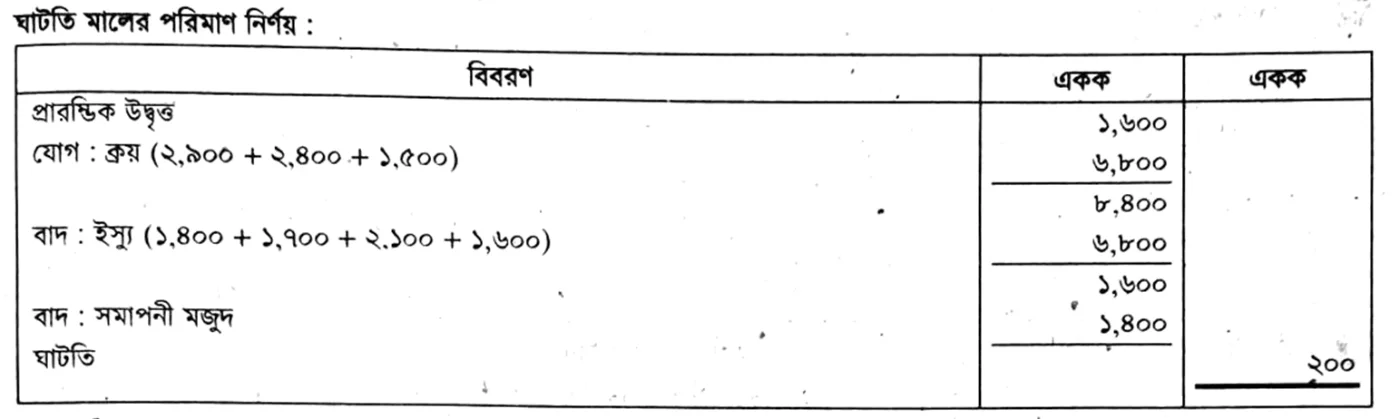 ঘাটতি মালের পরিমাণ নির্ণয় :
বিবরণ একক একক
প্রারম্ভিক উদ্বৃত্ত ১,৬০০
যোগ : ক্রয় (২,৯০০ + ২,৪০০ + ১,৫০০) ৬,৮০০
৮,৪০০
বাদ : ইস্যু (১,৪০০ + ১,৭০০ + ২.১০০ + ১,৬০০) ৬,৮০০
১,৬০০
বাদ : সমাপনী মজুদ ১,৪০০
ঘাটতি ২০০